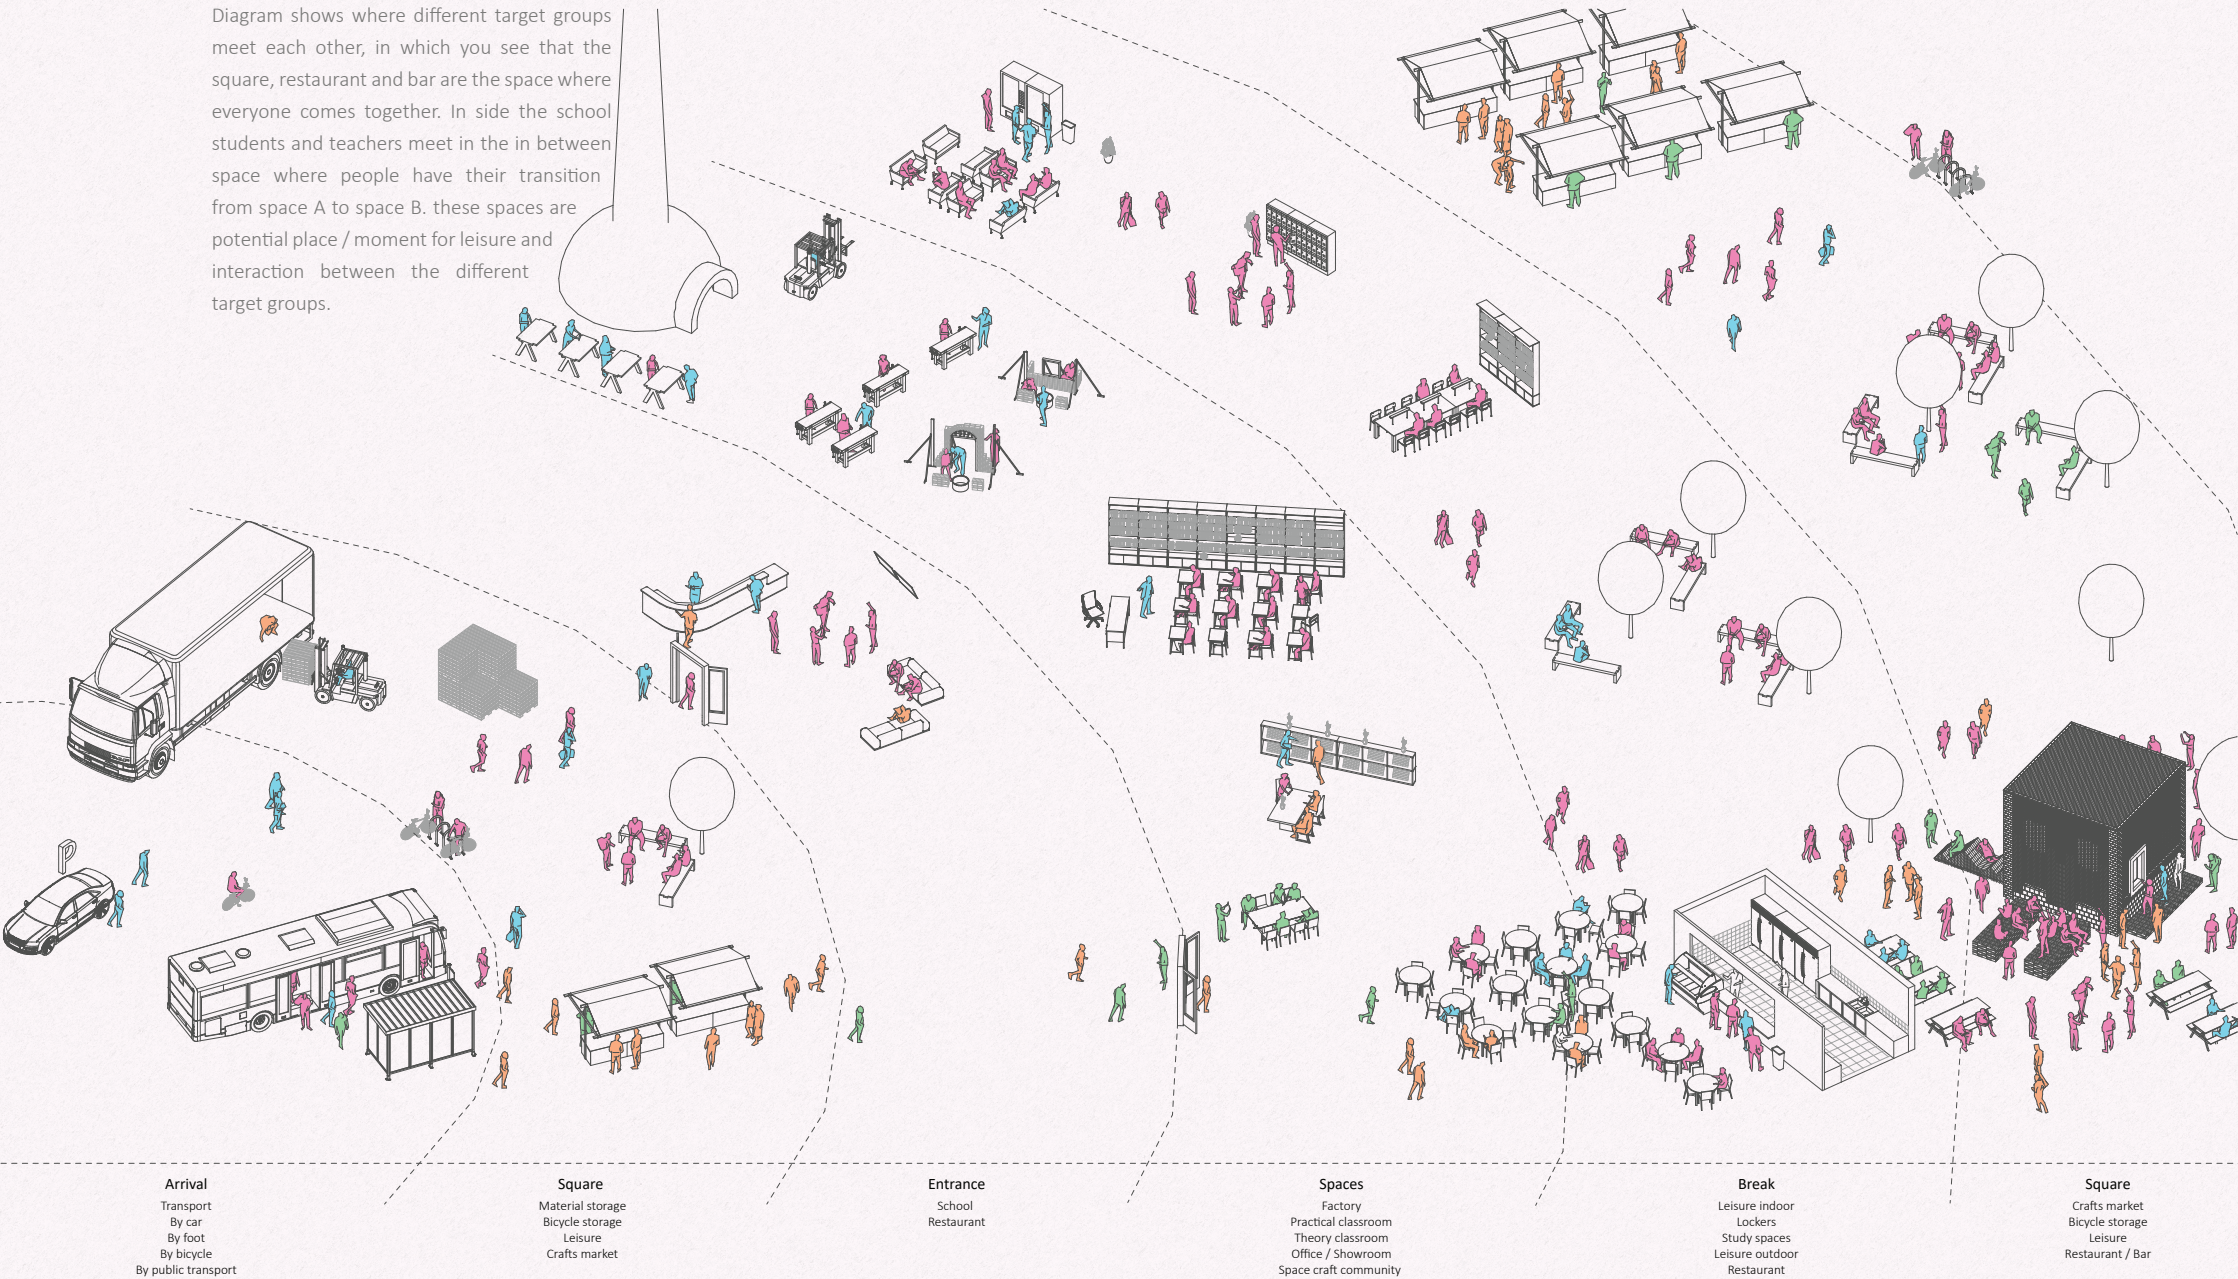 Diagram shows where different target groups
meet each other, in which you see that the
square, restaurant and bar are the space where
everyone comes together. In side the school
students and teachers meet in the in between
space where people have their transition
from space A to space B. these spaces are
potential place / moment for leisure and
interaction between the different
target groups.
P
Arrival
Transport
By car
By foot
By bicycle
By public transport
Square
Material storage
Bicycle storage
Leisure
Crafts market
Entrance
School
Restaurant
Spaces
Factory
Practical classroom
Theory classroom
Office / Showroom
Space craft community
Break
Leisure indoor
Lockers
Study spaces
Leisure outdoor
Restaurant
Square
Crafts market
Bicycle storage
Leisure
Restaurant / Bar